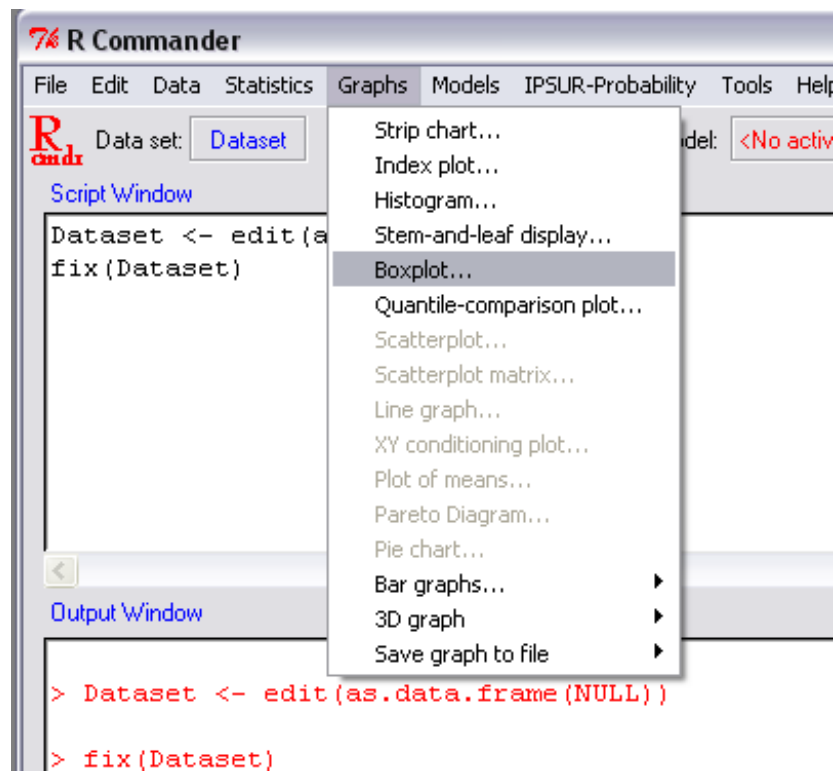 R Commander
File Edit Data Statistics Graphs Models IPSUR-Probability Tools Help
R cmdr Data set: Dataset del: <No activ
Script Window
Dataset <- edit(a
fix(Dataset)
Strip chart...
Index plot...
Histogram...
Stem-and-leaf display...
Boxplot...
Quantile-comparison plot...
Scatterplot...
Scatterplot matrix...
Line graph...
XY conditioning plot...
Plot of means...
Pareto Diagram...
Pie chart...
Bar graphs...
3D graph
Save graph to file
Output Window
> Dataset <- edit(as.data.frame(NULL))
> fix(Dataset)